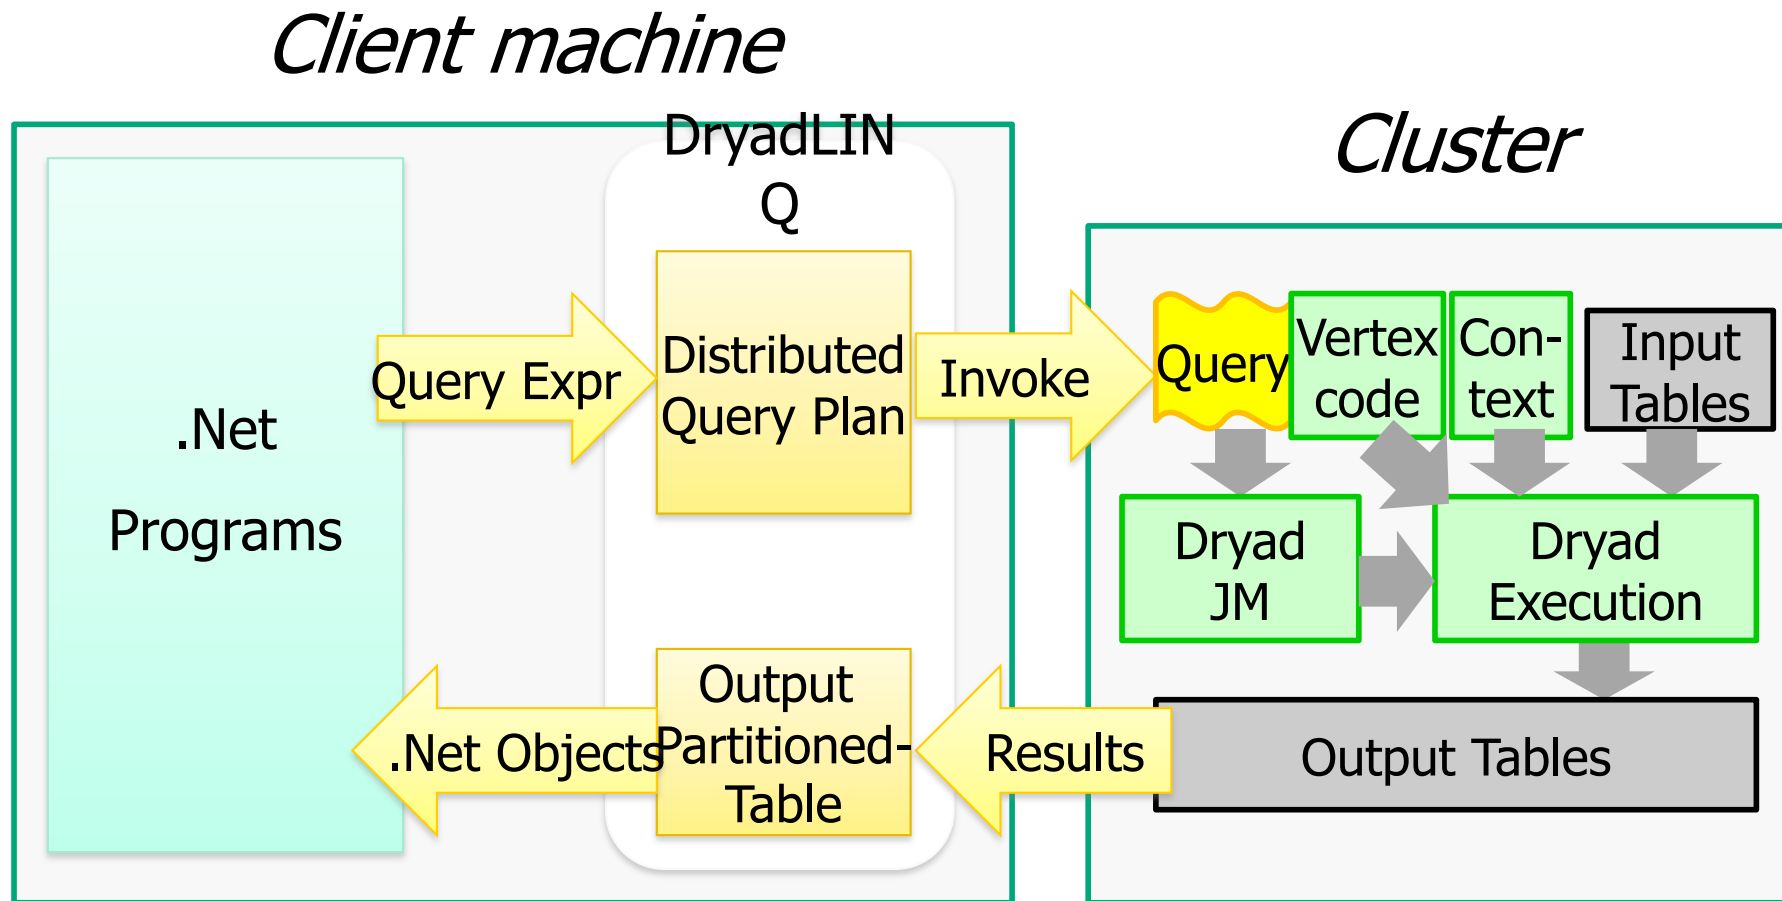 Client machine
Cluster
DryadLIN
Q
.Net
Programs
Query Expr
Distributed
Query Plan
Invoke
Query
Vertex
code
Con-
text
Input
Tables
Dryad
JM
Dryad
Execution
.Net Objects
Output
Partitioned-
Table
Results
Output Tables